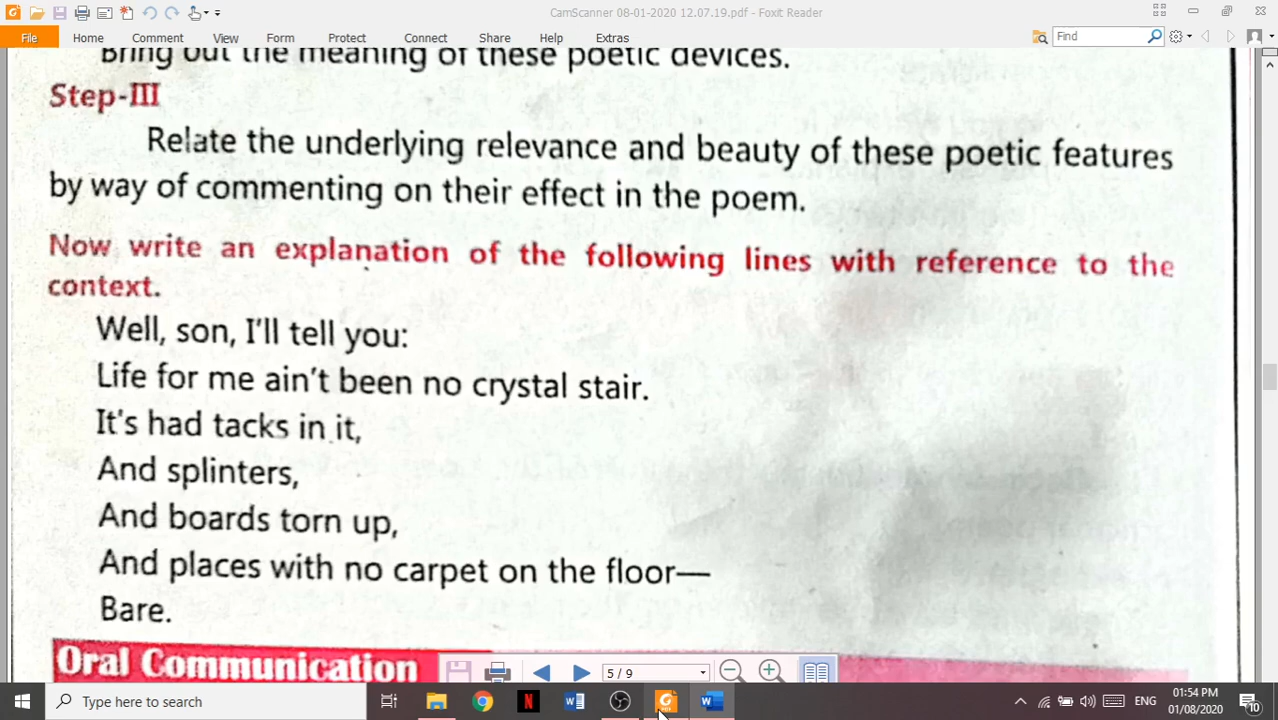 CamScanner 08-01-2020 12.07.19.pdf - Foxit Reader
File Home Comment View Form Protect Connect Share Help Extras Find
Bring out the meaning of these poetic devices.
Step-III
Relate the underlying relevance and beauty of these poetic features
by way of commenting on their effect in the poem.
Now write an explanation of the following lines with reference to the
context.
Well, son, I'll tell you:
Life for me ain't been no crystal stair.
It's had tacks in it,
And splinters,
And boards torn up,
And places with no carpet on the floor—
Bare.
Oral Communication
5 / 9
Type here to search
ENG
01:54 PM
01/08/2020
10